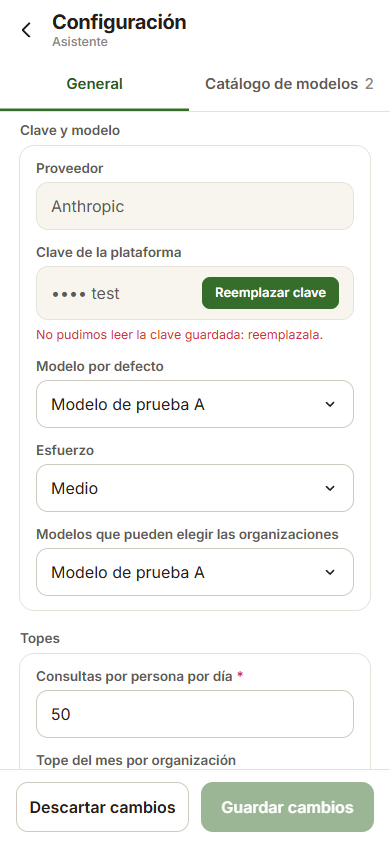 Configuración
Asistente
General
Catálogo de modelos 2
Clave y modelo
Proveedor
Anthropic
Clave de la plataforma
•••• test
Reemplazar clave
No pudimos leer la clave guardada: reemplazala.
Modelo por defecto
Modelo de prueba A
Esfuerzo
Medio
Modelos que pueden elegir las organizaciones
Modelo de prueba A
Topes
Consultas por persona por día *
50
Tope del mes por organización
Descartar cambios
Guardar cambios